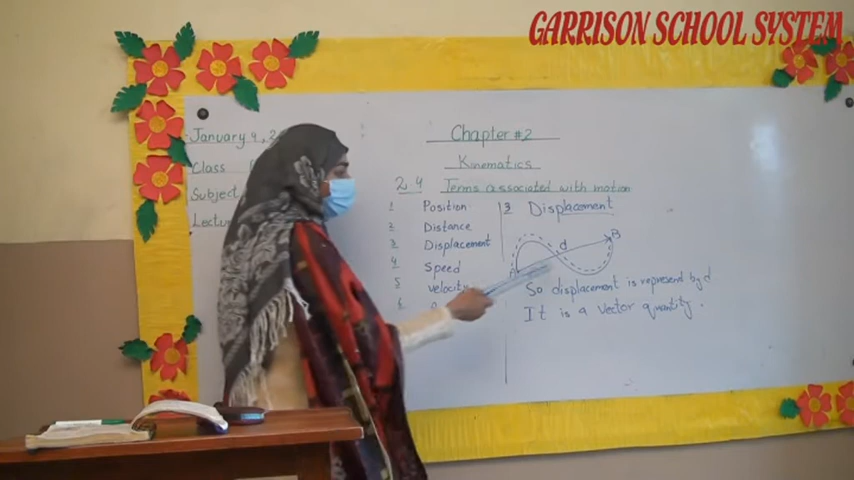 GARRISON SCHOOL SYSTEM
January 4, 2
Class
Subject
Lectu
Chapter #2
Kinematics
2.4 Terms associated with motion
1 Position
2 Distance
3 Displacement
4 Speed
5 velocity
6
3 Displacement
A d B
So displacement is represent by d
It is a vector quantity.